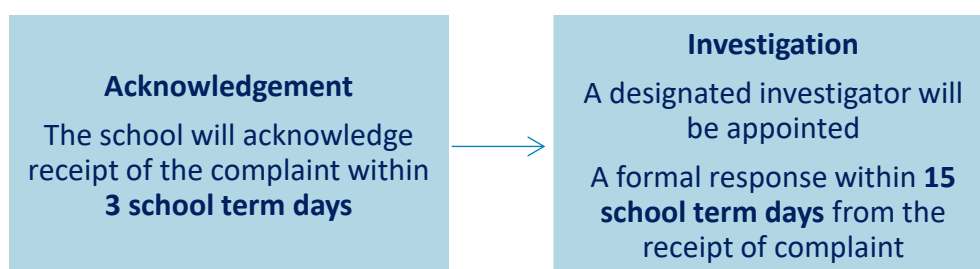 Acknowledgement
The school will acknowledge
receipt of the complaint within
3 school term days
Investigation
A designated investigator will
be appointed
A formal response within 15
school term days from the
receipt of complaint